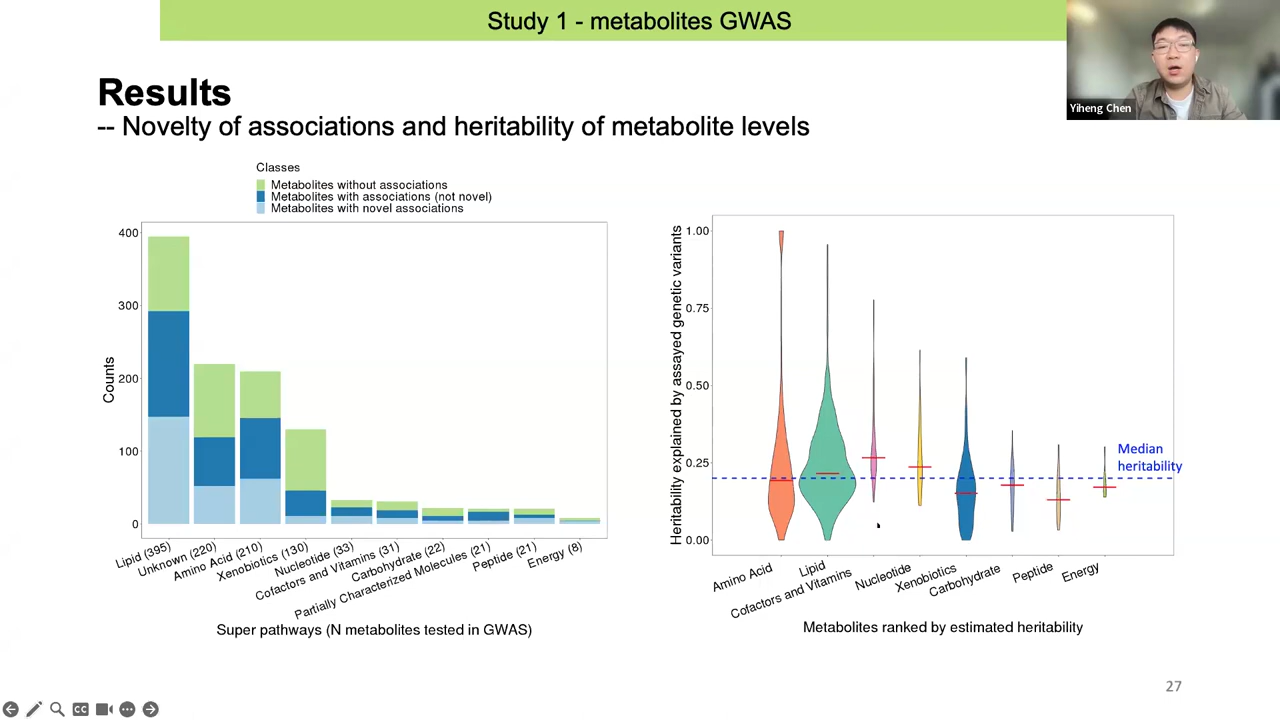 Study 1 - metabolites GWAS
Yiheng Chen
Results
-- Novelty of associations and heritability of metabolite levels
Classes
Metabolites without associations
Metabolites with associations (not novel)
Metabolites with novel associations
Counts
400
300
200
100
0
Lipid (395)
Unknown (220)
Amino Acid (210)
Xenobiotics (130)
Nucleotide (33)
Cofactors and Vitamins (31)
Carbohydrate (22)
Partially Characterized Molecules (21)
Peptide (21)
Energy (8)
Super pathways (N metabolites tested in GWAS)
Heritability explained by assayed genetic variants
1.00
0.75
0.50
0.25
0.00
Median
heritability
Amino Acid
Lipid
Cofactors and Vitamins
Nucleotide
Xenobiotics
Carbohydrate
Peptide
Energy
Metabolites ranked by estimated heritability
27
CC